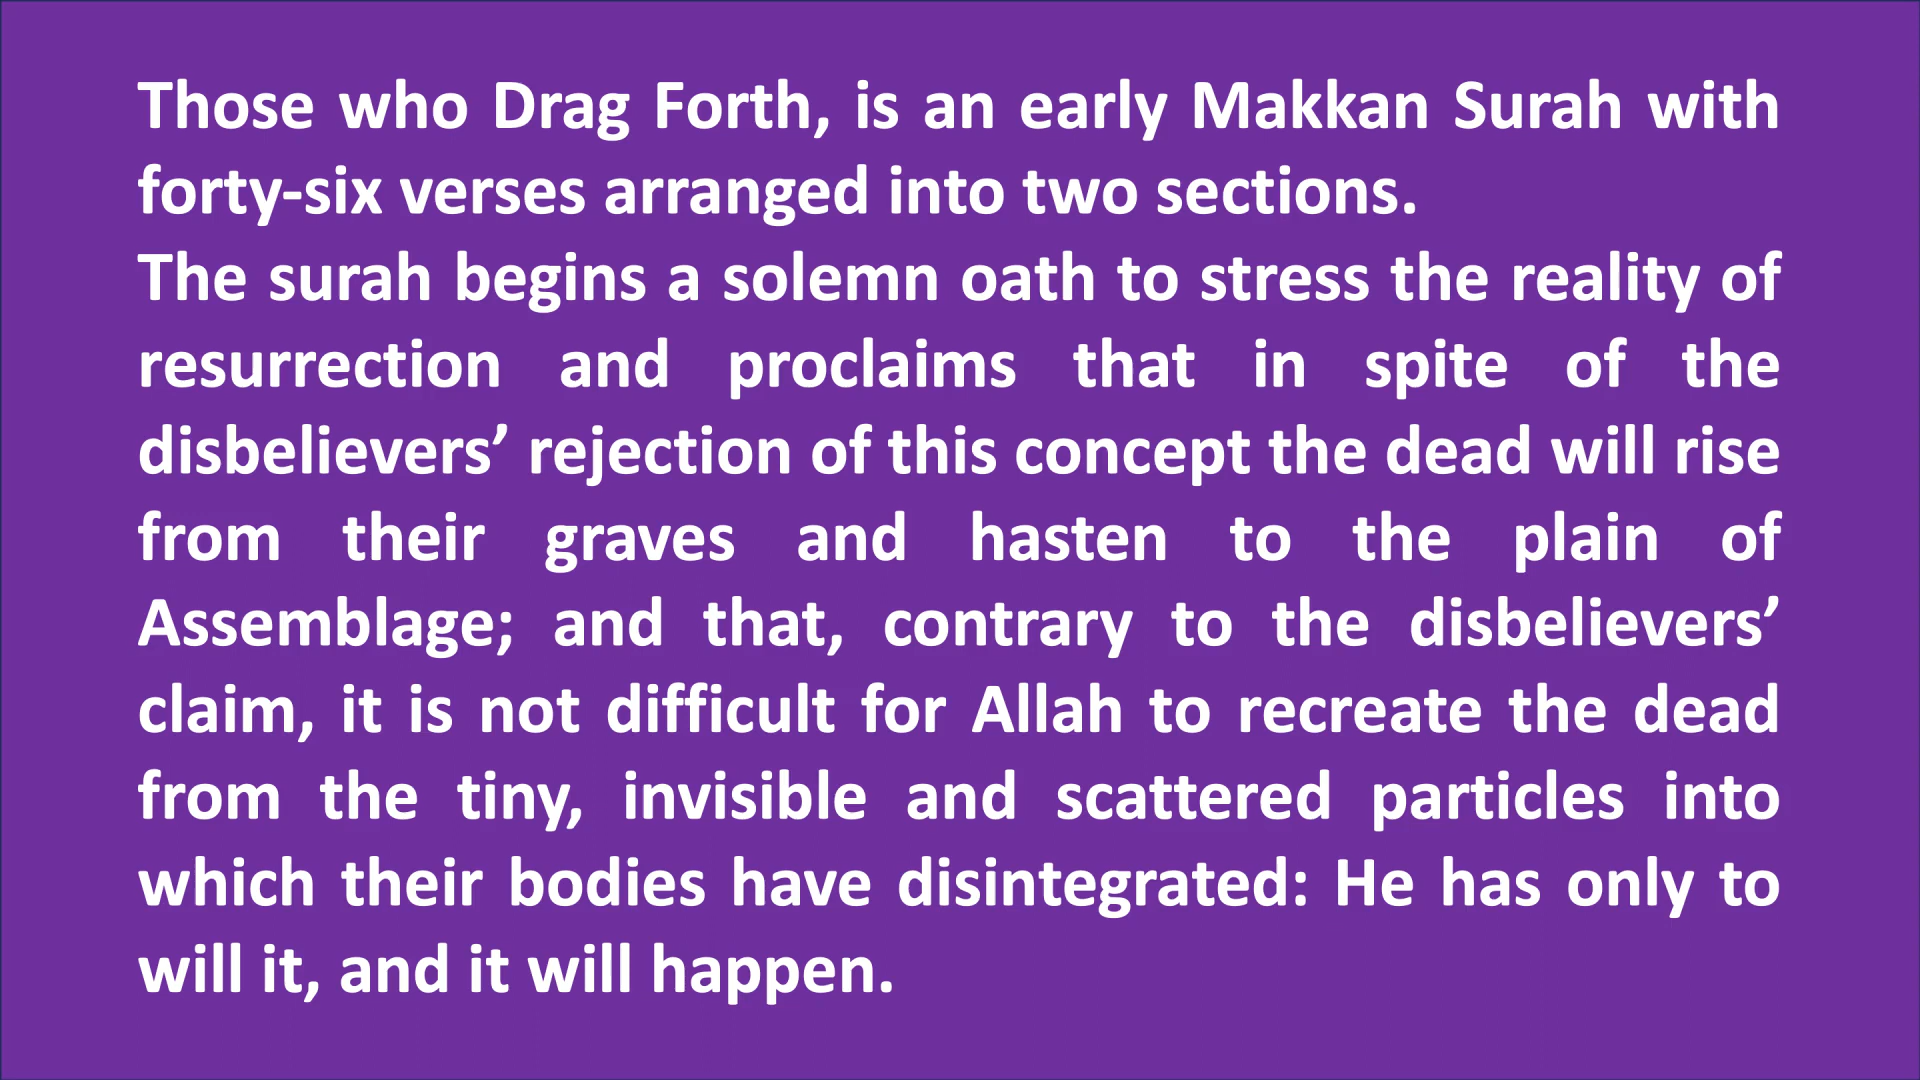 Those who Drag Forth, is an early Makkan Surah with
forty-six verses arranged into two sections.
The surah begins a solemn oath to stress the reality of
resurrection and proclaims that in spite of the
disbelievers’ rejection of this concept the dead will rise
from their graves and hasten to the plain of
Assemblage; and that, contrary to the disbelievers’
claim, it is not difficult for Allah to recreate the dead
from the tiny, invisible and scattered particles into
which their bodies have disintegrated: He has only to
will it, and it will happen.